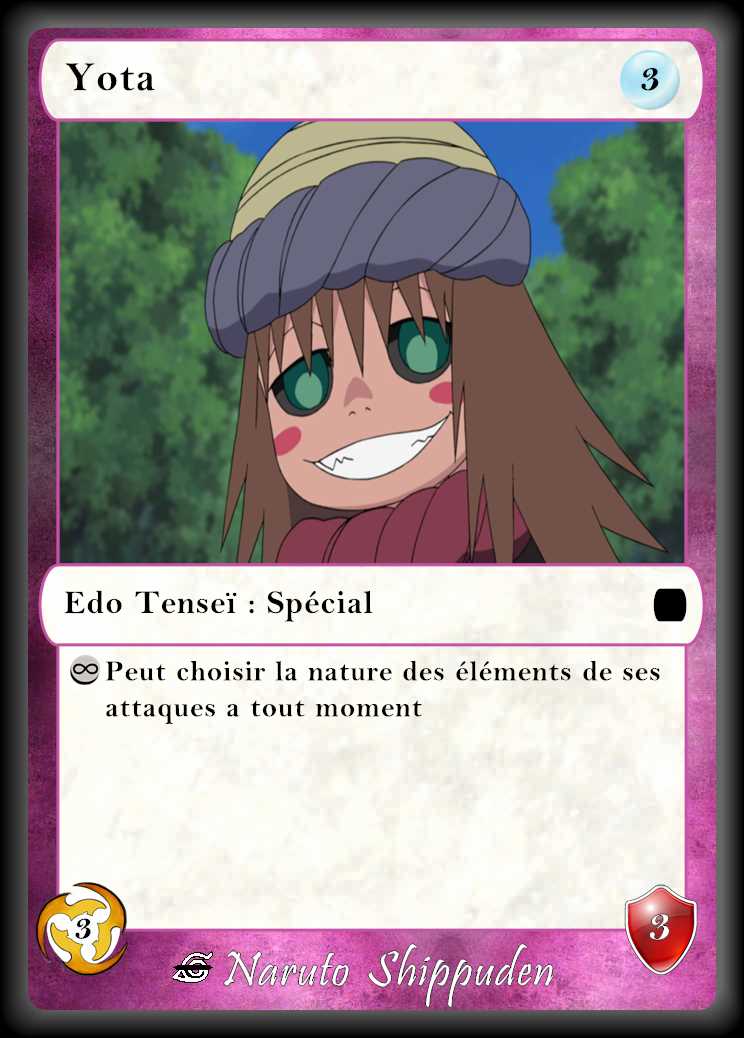 Yota
3
Edo Tenseï : Spécial
Peut choisir la nature des éléments de ses
attaques a tout moment
3
3
Naruto Shippuden